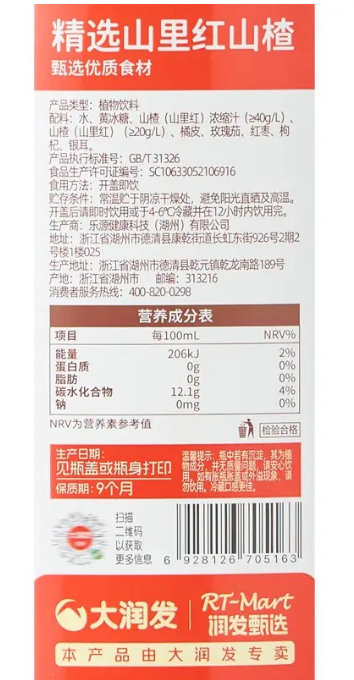 精选山里红山楂
甄选优质食材
产品类型：植物饮料
配料：水、黄冰糖、山楂（山里红）浓缩汁（≥40g/L）、
山楂（山里红）（≥20g/L）、橘皮、玫瑰茄、红枣、枸
杞、银耳。
产品执行标准号：GB/T 31326
食品生产许可证编号：SC10633052106916
食用方法：开盖即饮
贮存条件：常温贮于阴凉干燥处，避免阳光直晒及高温。
开盖后请即时饮用或于4-6℃冷藏并在12小时内饮用完。
生产商：乐源健康科技（湖州）有限公司
地址：浙江省湖州市德清县康乾街道长虹东街926号2期2
号楼1楼025
生产地址：浙江省湖州市德清县乾元镇乾龙南路189号
产地：浙江省湖州市 邮编：313216
消费者服务热线：400-820-0298
营养成分表
项目 每100mL NRV%
能量 206kJ 2%
蛋白质 0g 0%
脂肪 0g 0%
碳水化合物 12.1g 4%
钠 0mg 0%
NRV为营养素参考值
检验合格
生产日期：
见瓶盖或瓶身打印
保质期：9个月
温馨提示：瓶中若有沉淀，其为植
物成分，并无质量问题，请安心饮
用。如有胀瓶胀盖或外溢现象，请
勿饮用。冷藏口感更佳。
扫描
二维码
以获取
更多信息
6 928126 705163
大润发
RT-Mart
润发甄选
本产品由大润发专卖